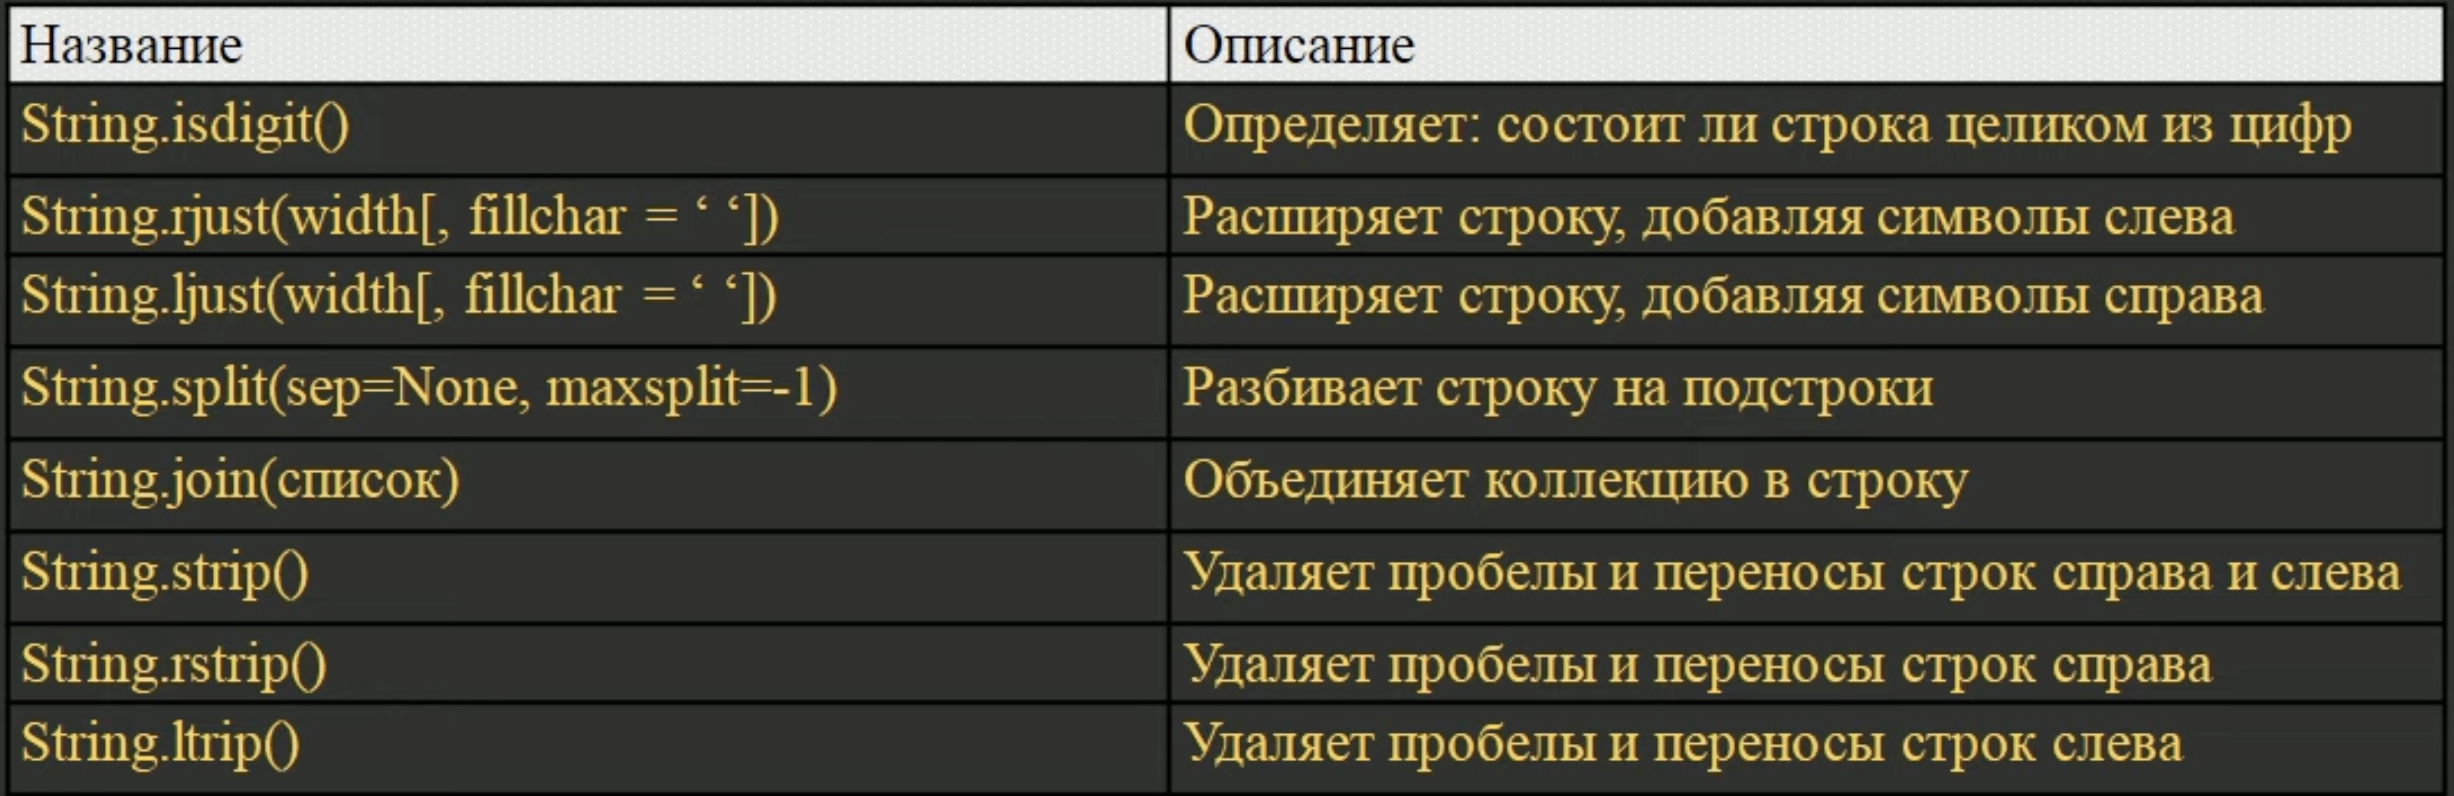 Название Описание
String.isdigit() Определяет: состоит ли строка целиком из цифр
String.rjust(width[, fillchar = ‘ ‘]) Расширяет строку, добавляя символы слева
String.ljust(width[, fillchar = ‘ ‘]) Расширяет строку, добавляя символы справа
String.split(sep=None, maxsplit=-1) Разбивает строку на подстроки
String.join(список) Объединяет коллекцию в строку
String.strip() Удаляет пробелы и переносы строк справа и слева
String.rstrip() Удаляет пробелы и переносы строк справа
String.ltrip() Удаляет пробелы и переносы строк слева